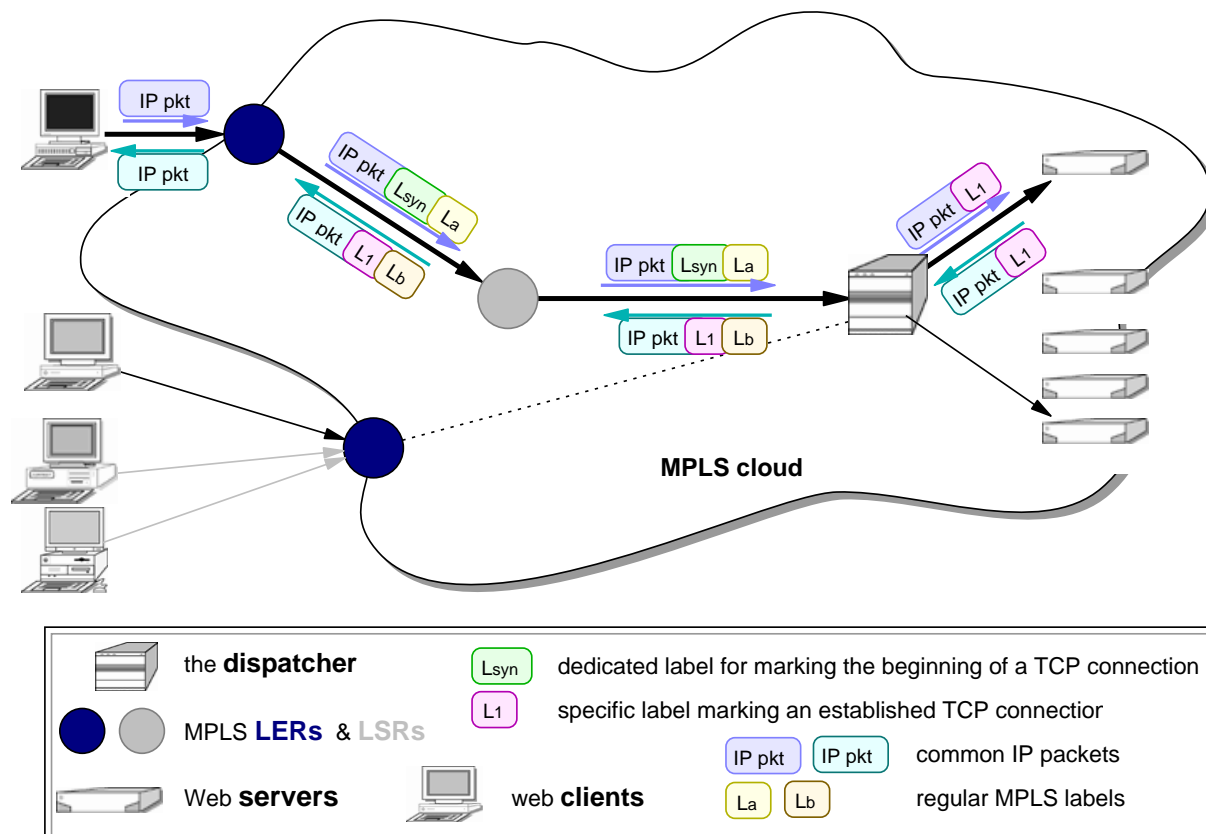 IP pkt
IP pkt
IP pkt Lsyn La
IP pkt L1 Lb
IP pkt Lsyn La
IP pkt L1 Lb
IP pkt L1
IP pkt L1
MPLS cloud
the dispatcher
Lsyn dedicated label for marking the beginning of a TCP connection
L1 specific label marking an established TCP connection
MPLS LERs & LSRs
IP pkt IP pkt common IP packets
Web servers
web clients
La Lb regular MPLS labels